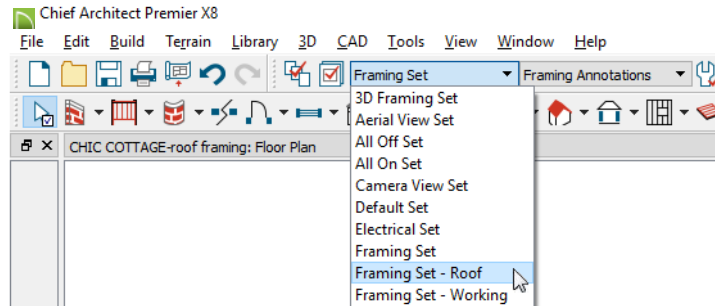 Chief Architect Premier X8
File Edit Build Terrain Library 3D CAD Tools View Window Help
Framing Set Framing Annotations
CHIC COTTAGE-roof framing: Floor Plan
3D Framing Set
Aerial View Set
All Off Set
All On Set
Camera View Set
Default Set
Electrical Set
Framing Set
Framing Set - Roof
Framing Set - Working